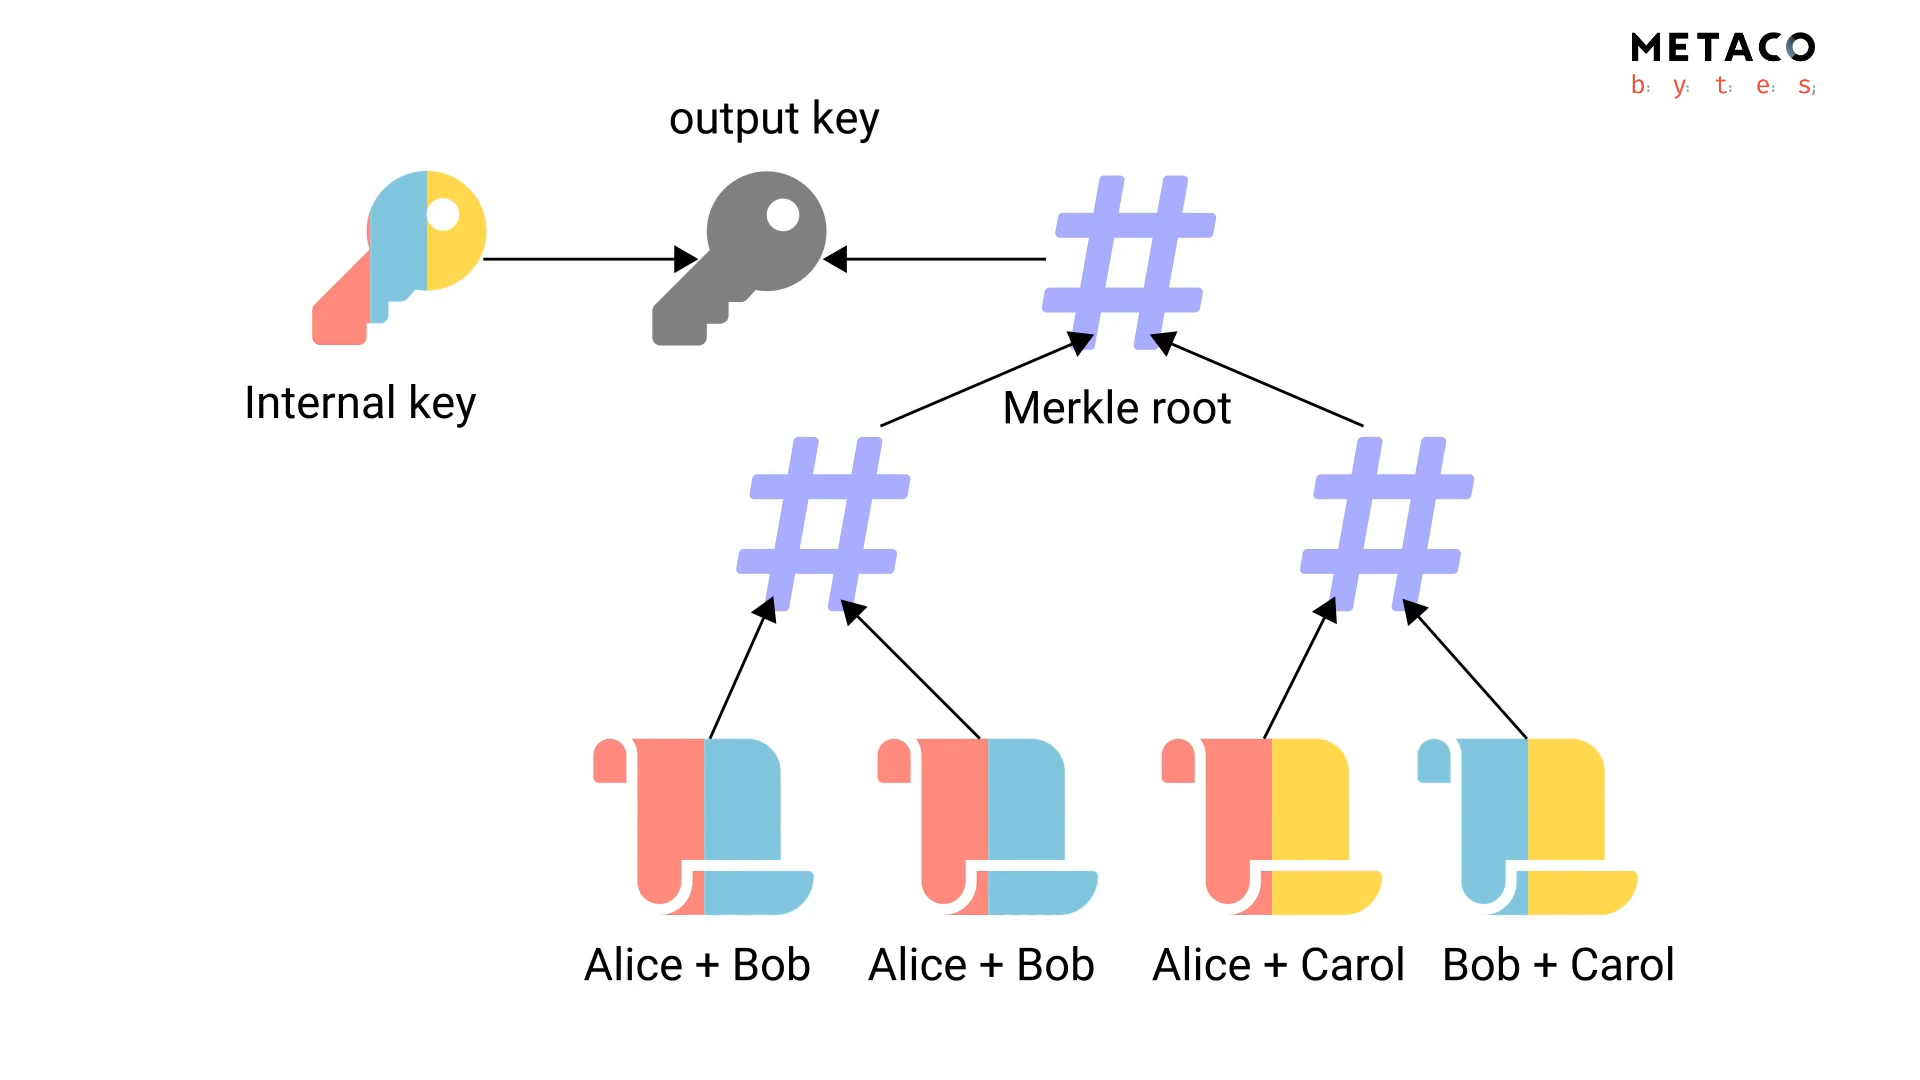 METACO
b: y: t: e: s;
output key
Internal key
Merkle root
Alice + Bob
Alice + Bob
Alice + Carol
Bob + Carol